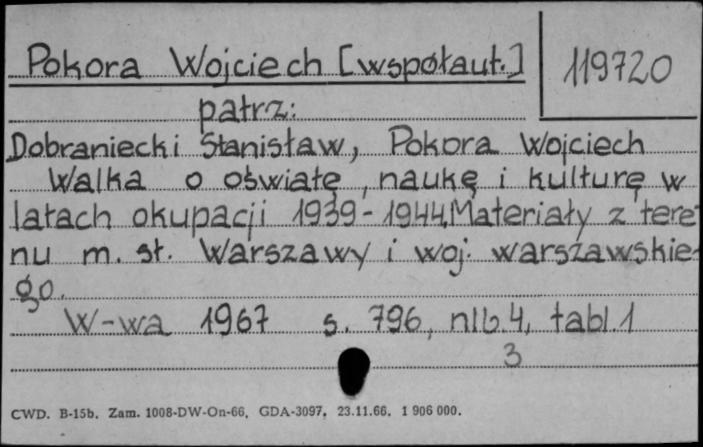 Pokora Wojciech [współaut.]
119720
patrz:
Dobraniecki Stanisław, Pokora Wojciech
Walka o oświatę, naukę i kulturę w
latach okupacji 1939-1944. Materiały z tere-
nu m. st. Warszawy i woj. warszawskie-
go.
W-wa 1967 s. 796, nlb. 4, tabl. 1
3
CWD. B-15b. Zam. 1008-DW-On-66. GDA-3097. 23.11.66. 1 906 000.